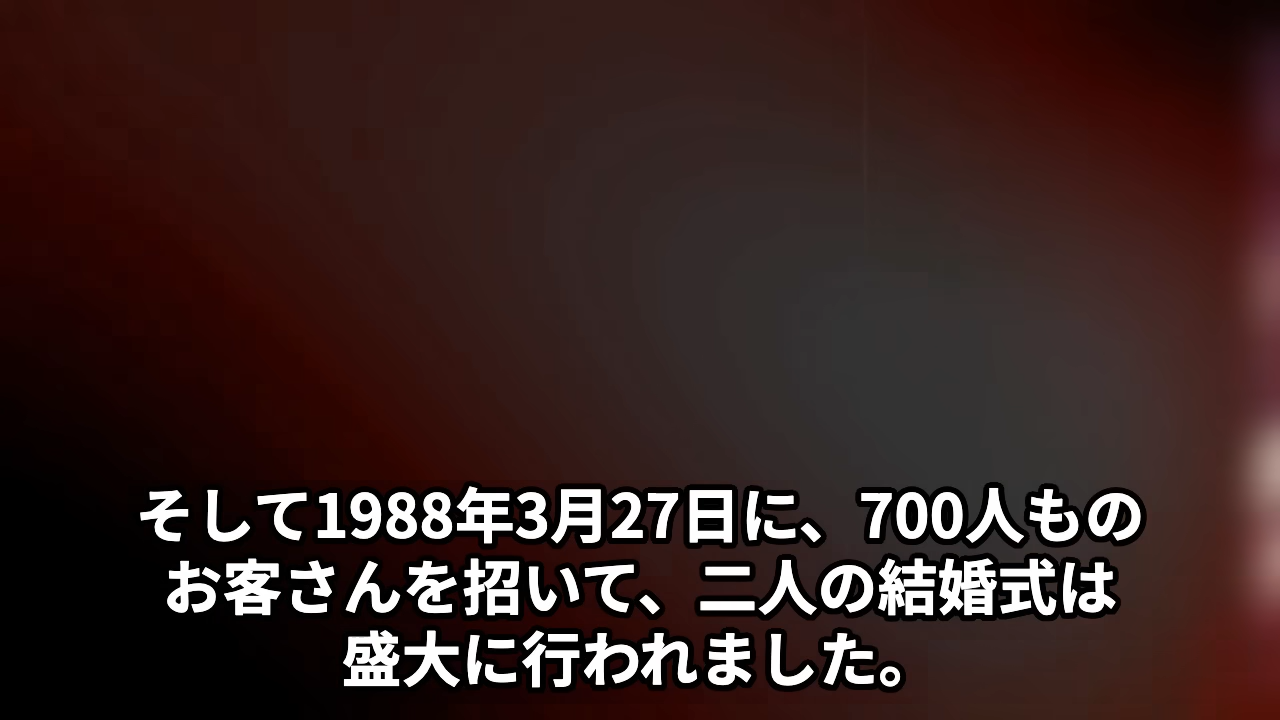 そして1988年3月27日に、700人もの
お客さんを招いて、二人の結婚式は
盛大に行われました。